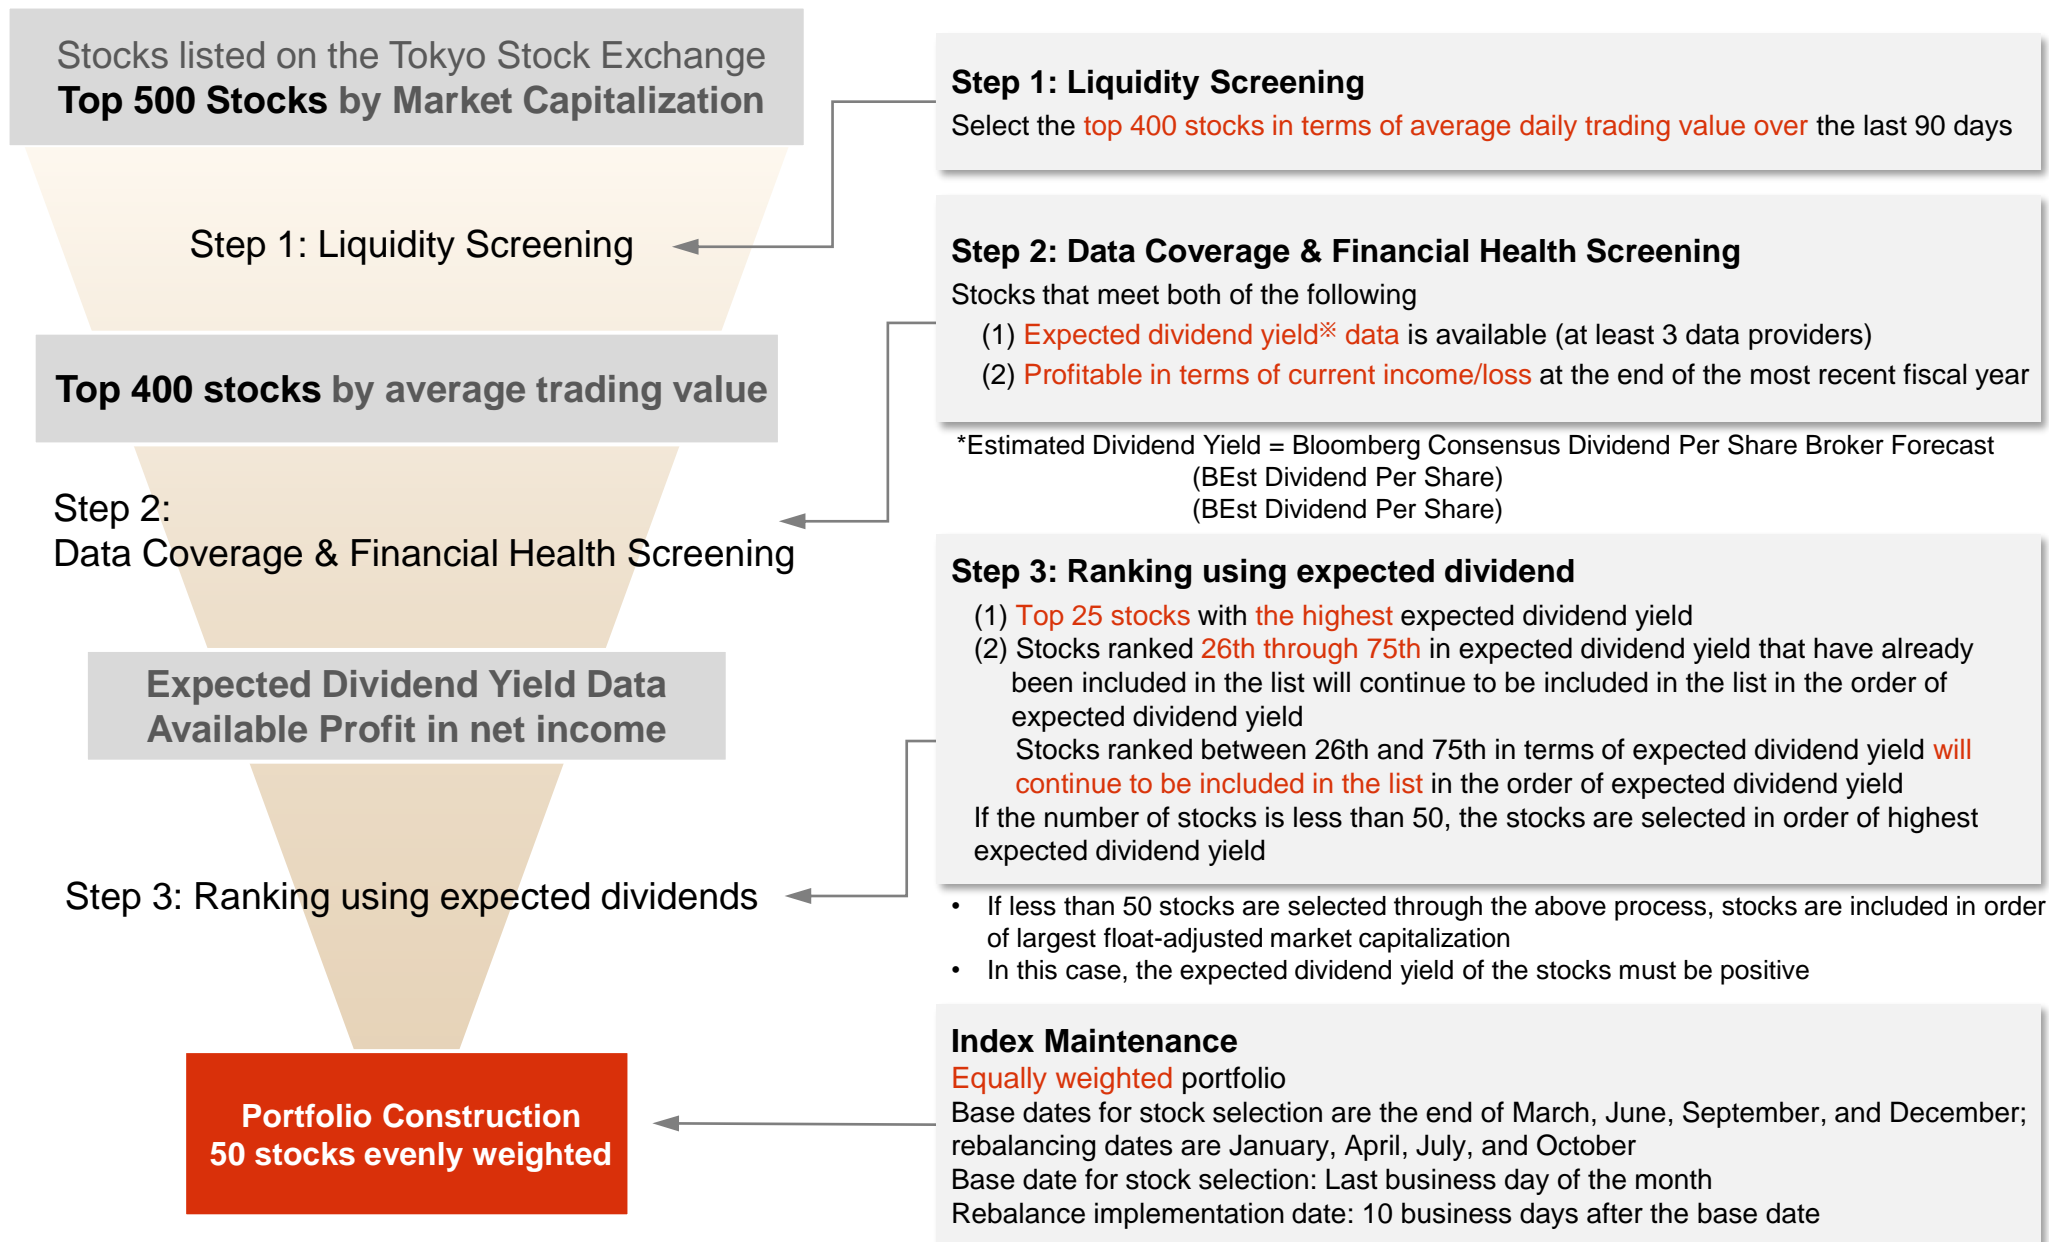 Stocks listed on the Tokyo Stock Exchange
Top 500 Stocks by Market Capitalization
Step 1: Liquidity Screening
Top 400 stocks by average trading value
Step 2:
Data Coverage & Financial Health Screening
Expected Dividend Yield Data
Available Profit in net income
Step 3: Ranking using expected dividends
Portfolio Construction
50 stocks evenly weighted
Step 1: Liquidity Screening
Select the top 400 stocks in terms of average daily trading value over the last 90 days
Step 2: Data Coverage & Financial Health Screening
Stocks that meet both of the following
(1) Expected dividend yield※ data is available (at least 3 data providers)
(2) Profitable in terms of current income/loss at the end of the most recent fiscal year
*Estimated Dividend Yield = Bloomberg Consensus Dividend Per Share Broker Forecast
(BEst Dividend Per Share)
(BEst Dividend Per Share)
Step 3: Ranking using expected dividend
(1) Top 25 stocks with the highest expected dividend yield
(2) Stocks ranked 26th through 75th in expected dividend yield that have already
been included in the list will continue to be included in the list in the order of
expected dividend yield
Stocks ranked between 26th and 75th in terms of expected dividend yield will
continue to be included in the list in the order of expected dividend yield
If the number of stocks is less than 50, the stocks are selected in order of highest
expected dividend yield
• If less than 50 stocks are selected through the above process, stocks are included in order
of largest float-adjusted market capitalization
• In this case, the expected dividend yield of the stocks must be positive
Index Maintenance
Equally weighted portfolio
Base dates for stock selection are the end of March, June, September, and December;
rebalancing dates are January, April, July, and October
Base date for stock selection: Last business day of the month
Rebalance implementation date: 10 business days after the base date